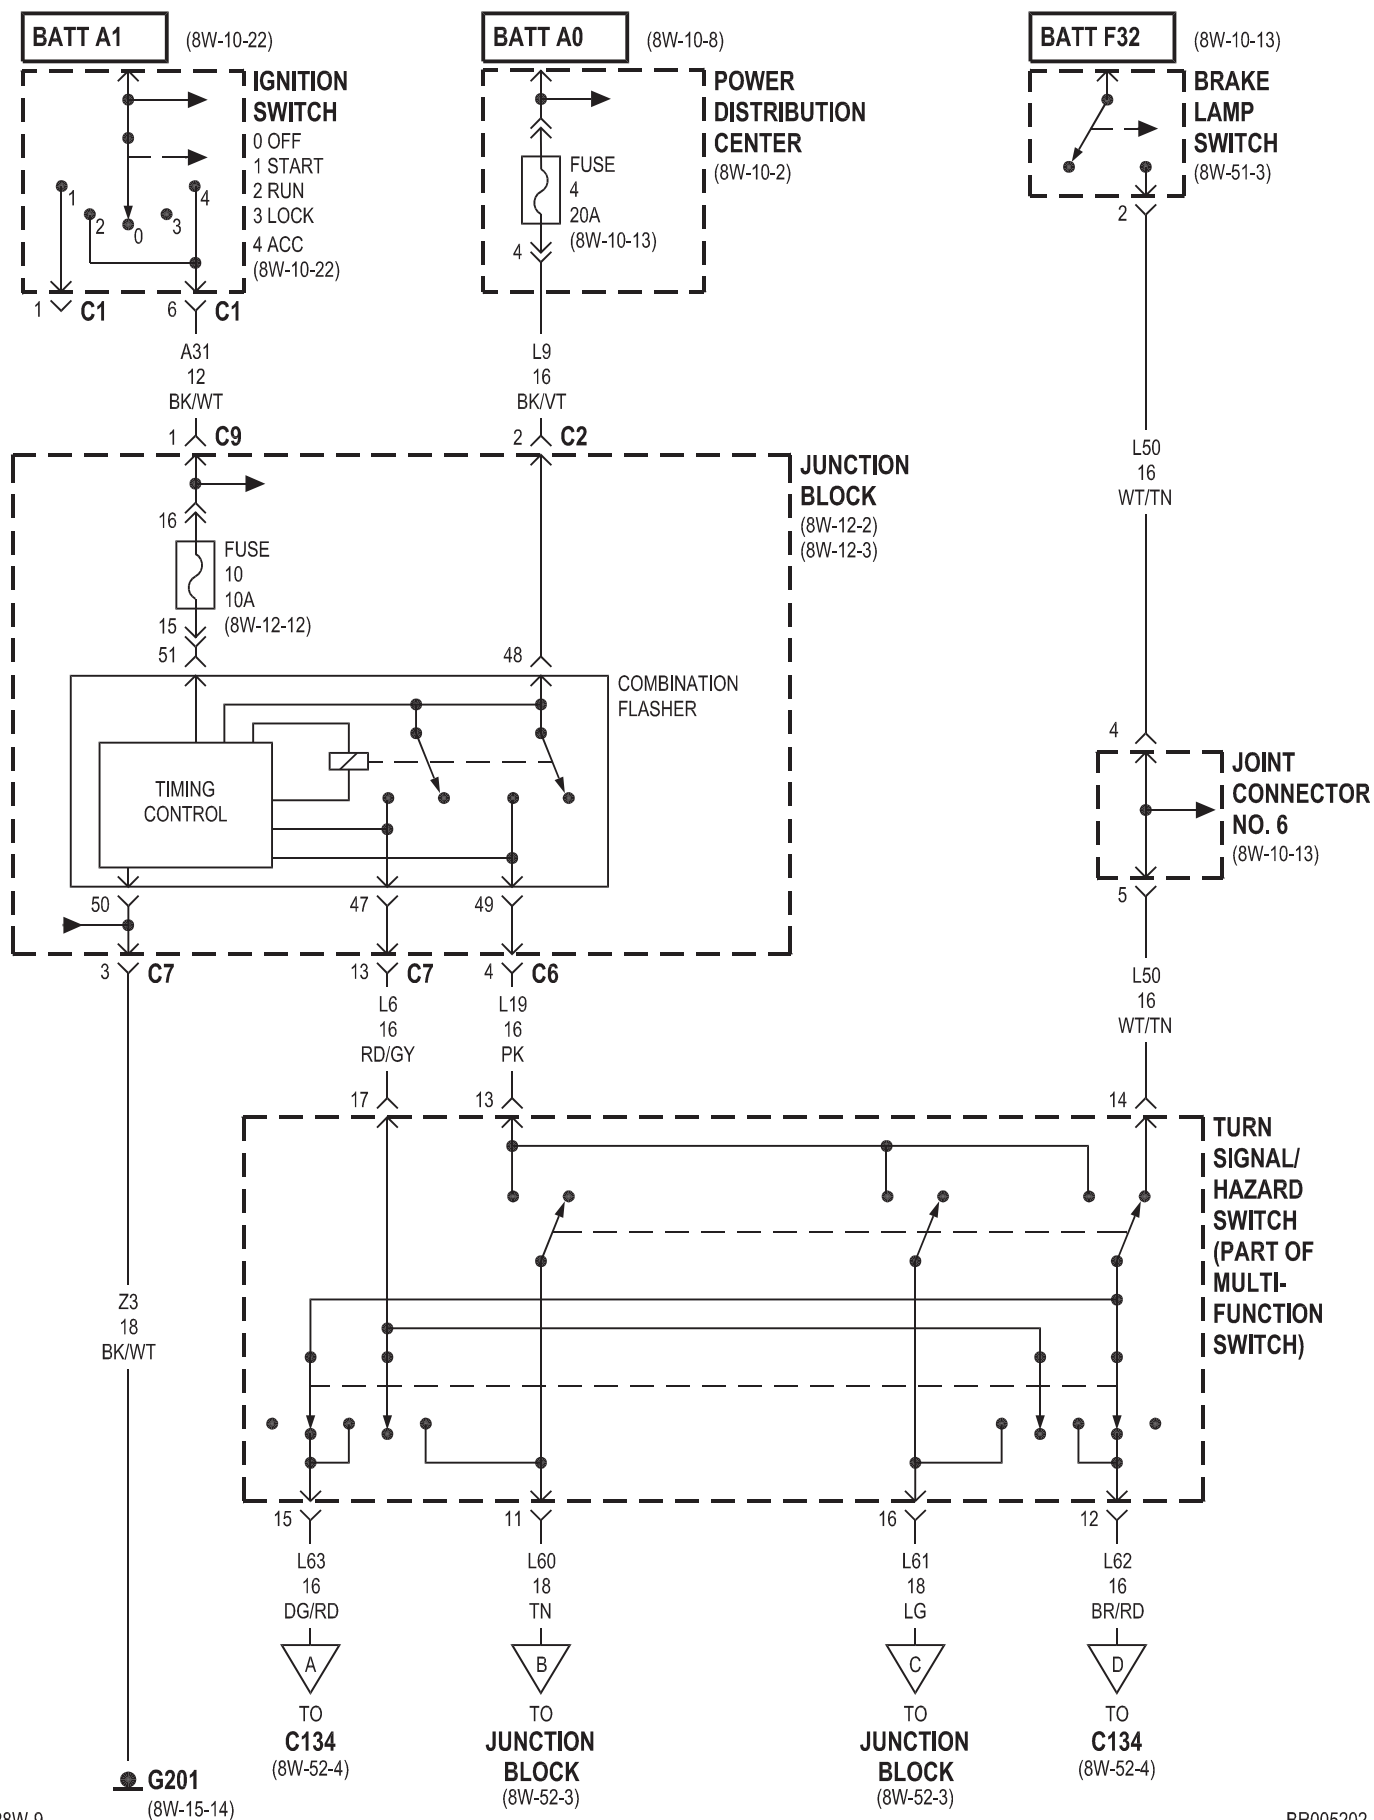 BATT A1
(8W-10-22)
BATT A0
(8W-10-8)
BATT F32
(8W-10-13)
IGNITION
SWITCH
0 OFF
1 START
2 RUN
3 LOCK
4 ACC
(8W-10-22)
1
2
0
3
4
POWER
DISTRIBUTION
CENTER
(8W-10-2)
FUSE
4
20A
(8W-10-13)
4
BRAKE
LAMP
SWITCH
(8W-51-3)
2
1 C1
6 C1
A31
12
BK/WT
L9
16
BK/VT
L50
16
WT/TN
1 C9
2 C2
JUNCTION
BLOCK
(8W-12-2)
(8W-12-3)
16
FUSE
10
10A
(8W-12-12)
15
51
48
COMBINATION
FLASHER
TIMING
CONTROL
4
JOINT
CONNECTOR
NO. 6
(8W-10-13)
5
50
47
49
3 C7
13 C7
4 C6
L6
16
RD/GY
L19
16
PK
L50
16
WT/TN
17
13
14
TURN
SIGNAL/
HAZARD
SWITCH
(PART OF
MULTI-
FUNCTION
SWITCH)
Z3
18
BK/WT
15
11
16
12
L63
16
DG/RD
L60
18
TN
L61
18
LG
L62
16
BR/RD
A
B
C
D
TO
C134
(8W-52-4)
TO
JUNCTION
BLOCK
(8W-52-3)
TO
JUNCTION
BLOCK
(8W-52-3)
TO
C134
(8W-52-4)
G201
(8W-15-14)